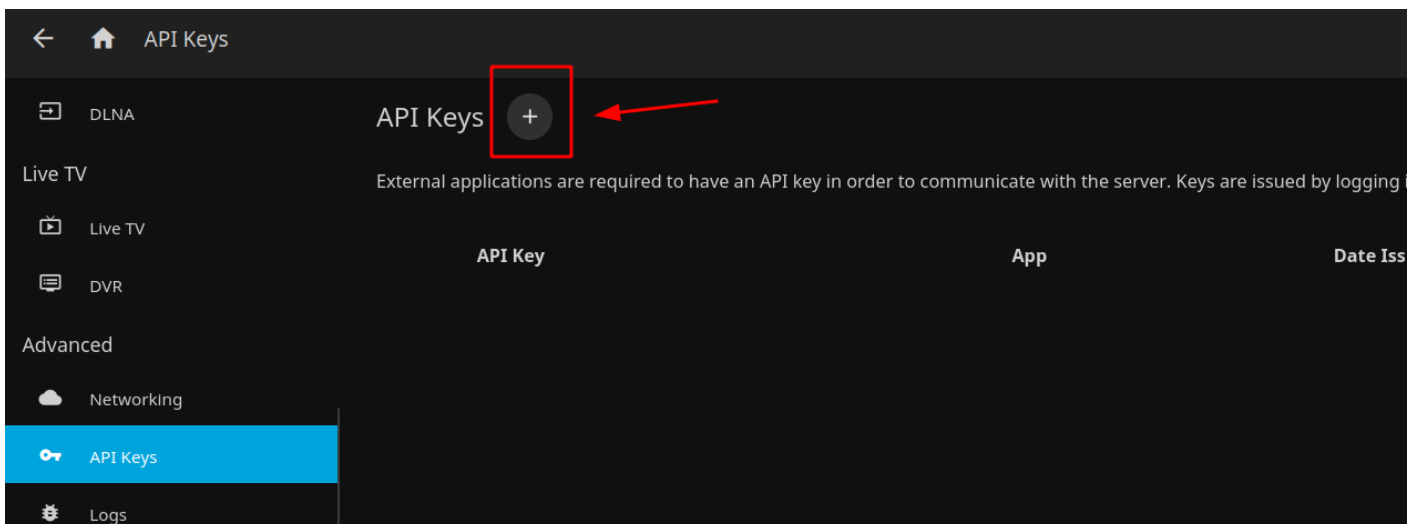 API Keys
DLNA
Live TV
Live TV
DVR
Advanced
Networking
API Keys
Logs
API Keys +
External applications are required to have an API key in order to communicate with the server. Keys are issued by logging
API Key App Date Iss